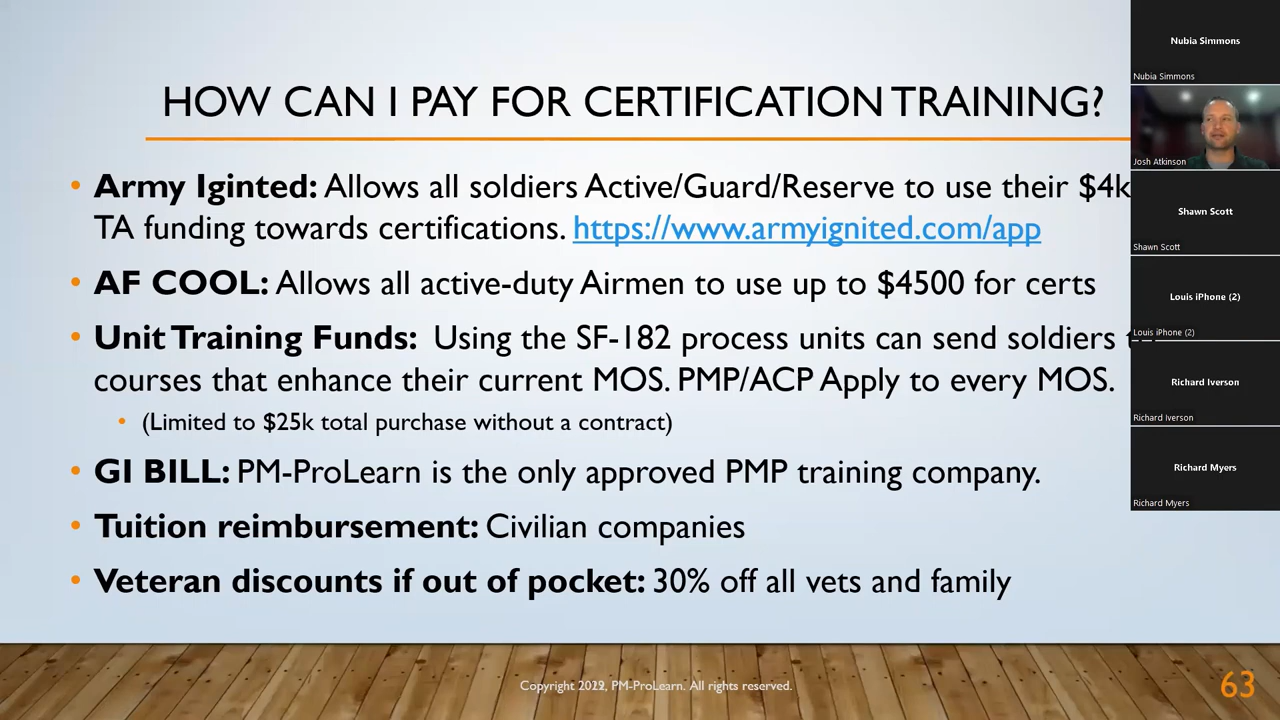 HOW CAN I PAY FOR CERTIFICATION TRAINING?
• Army Iginted: Allows all soldiers Active/Guard/Reserve to use their $4k
TA funding towards certifications. https://www.armyignited.com/app
• AF COOL: Allows all active-duty Airmen to use up to $4500 for certs
• Unit Training Funds: Using the SF-182 process units can send soldiers to
courses that enhance their current MOS. PMP/ACP Apply to every MOS.
• (Limited to $25k total purchase without a contract)
• GI BILL: PM-ProLearn is the only approved PMP training company.
• Tuition reimbursement: Civilian companies
• Veteran discounts if out of pocket: 30% off all vets and family
Copyright PM-ProLearn. All rights reserved.
63
Nubia Simmons
Nubia Simmons
Josh Atkinson
Shawn Scott
Shawn Scott
Louis iPhone (2)
Louis iPhone (2)
Richard Iverson
Richard Iverson
Richard Myers
Richard Myers